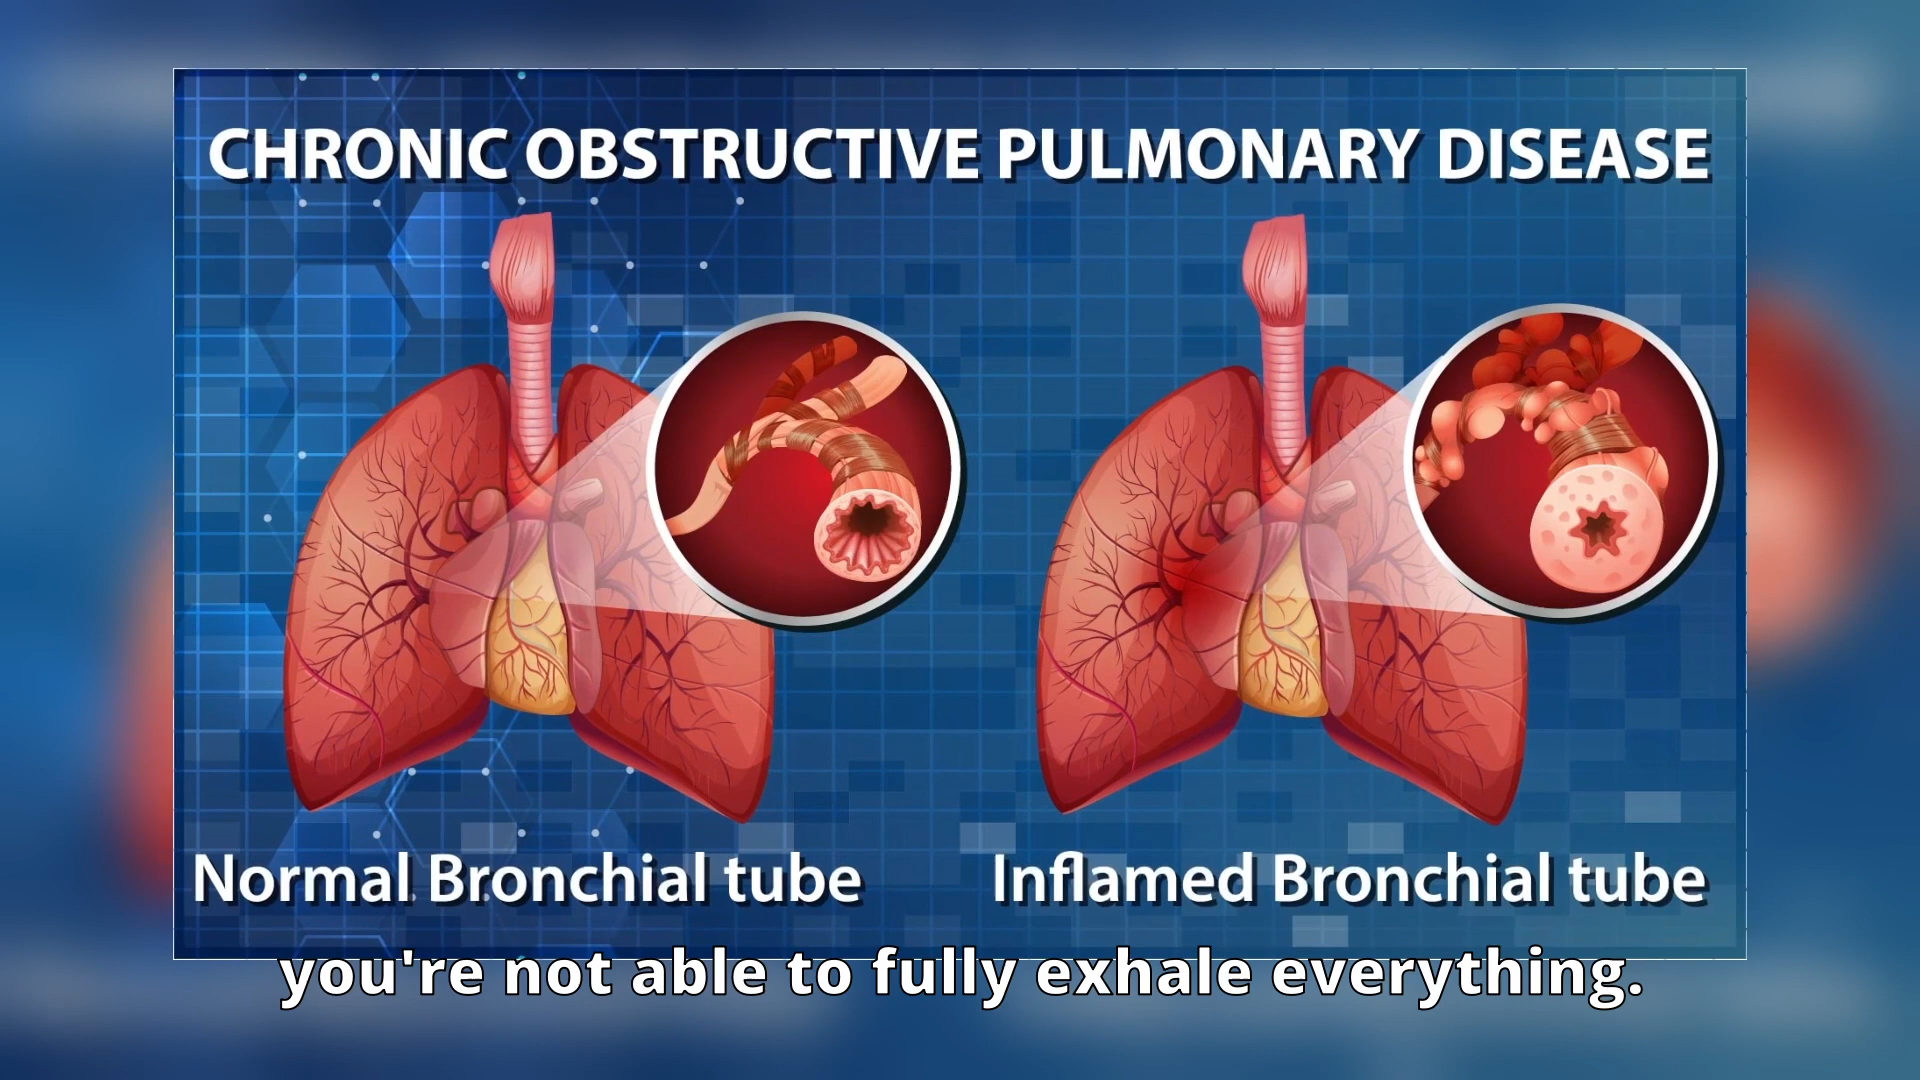 CHRONIC OBSTRUCTIVE PULMONARY DISEASE
Normal Bronchial tube
Inflamed Bronchial tube
you're not able to fully exhale everything.